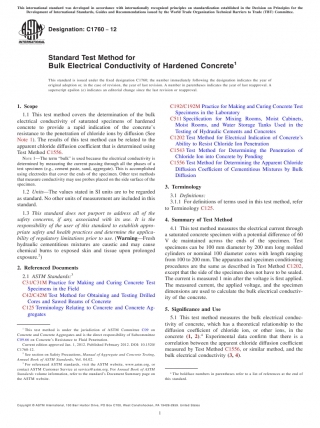 This international standard was developed in accordance with internationally recognized principles on standardization established in the Decision on Principles for the
Development of International Standards, Guides and Recommendations issued by the World Trade Organization Technical Barriers to Trade (TBT) Committee.
Designation: C1760 − 12
Standard Test Method for
Bulk Electrical Conductivity of Hardened Concrete1
This standard is issued under the fixed designation C1760; the number immediately following the designation indicates the year of
original adoption or, in the case of revision, the year of last revision. A number in parentheses indicates the year of last reapproval. A
superscript epsilon (ε) indicates an editorial change since the last revision or reapproval.
1. Scope
1.1 This test method covers the determination of the bulk
electrical conductivity of saturated specimens of hardened
concrete to provide a rapid indication of the concrete's
resistance to the penetration of chloride ions by diffusion (See
Note 1). The results of this test method can be related to the
apparent chloride diffusion coefficient that is determined using
Test Method C1556.
NOTE 1—The term "bulk" is used because the electrical conductivity is
determined by measuring the current passing through all the phases of a
test specimen (e.g., cement paste, sand, aggregate). This is accomplished
using electrodes that cover the ends of the specimen. Other test methods
that measure conductivity may use probes placed on the side surface of the
specimen.
1.2 Units—The values stated in SI units are to be regarded
as standard. No other units of measurement are included in this
standard.
1.3 This standard does not purport to address all of the
safety concerns, if any, associated with its use. It is the
responsibility of the user of this standard to establish appro-
priate safety and health practices and determine the applica-
bility of regulatory limitations prior to use. (Warning—Fresh
hydraulic cementitious mixtures are caustic and may cause
chemical burns to exposed skin and tissue upon prolonged
exposure.2)
2. Referenced Documents
2.1 ASTM Standards:3
C31/C31M Practice for Making and Curing Concrete Test
Specimens in the Field
C42/C42M Test Method for Obtaining and Testing Drilled
Cores and Sawed Beams of Concrete
C125 Terminology Relating to Concrete and Concrete Ag-
gregates
1 This test method is under the jurisdiction of ASTM Committee C09 on
Concrete and Concrete Aggregates and is the direct responsibility of Subcommittee
C09.66 on Concrete's Resistance to Fluid Penetration.
Current edition approved Jan. 1, 2012. Published February 2012. DOI: 10.1520/
C1760-12.
2 See section on Safety Precautions, Manual of Aggregate and Concrete Testing,
Annual Book of ASTM Standards, Vol. 04.02.
3 For referenced ASTM standards, visit the ASTM website, www.astm.org, or
contact ASTM Customer Service at service@astm.org. For Annual Book of ASTM
Standards volume information, refer to the standard's Document Summary page on
the ASTM website.
C192/C192M Practice for Making and Curing Concrete Test
Specimens in the Laboratory
C511 Specification for Mixing Rooms, Moist Cabinets,
Moist Rooms, and Water Storage Tanks Used in the
Testing of Hydraulic Cements and Concretes
C1202 Test Method for Electrical Indication of Concrete's
Ability to Resist Chloride Ion Penetration
C1543 Test Method for Determining the Penetration of
Chloride Ion into Concrete by Ponding
C1556 Test Method for Determining the Apparent Chloride
Diffusion Coefficient of Cementitious Mixtures by Bulk
Diffusion
3. Terminology
3.1 Definitions:
3.1.1 For definitions of terms used in this test method, refer
to Terminology C125.
4. Summary of Test Method
4.1 This test method measures the electrical current through
a saturated concrete specimen with a potential difference of 60
V dc maintained across the ends of the specimen. Test
specimens can be 100 mm diameter by 200 mm long molded
cylinders or nominal 100 diameter cores with length ranging
from 100 to 200 mm. The apparatus and specimen conditioning
procedures are the same as described in Test Method C1202,
except that the side of the specimen does not have to be sealed.
The current is measured 1 min after the voltage is first applied.
The measured current, the applied voltage, and the specimen
dimensions are used to calculate the bulk electrical conductiv-
ity of the concrete.
5. Significance and Use
5.1 This test method measures the bulk electrical conduc-
tivity of concrete, which has a theoretical relationship to the
diffusion coefficient of chloride ion, or other ions, in the
concrete (1, 2).4 Experimental data confirm that there is a
correlation between the apparent chloride diffusion coefficient
measured by Test Method C1556, or similar method, and the
bulk electrical conductivity (3, 4).
4 The boldface numbers in parentheses refer to a list of references at the end of
this standard.